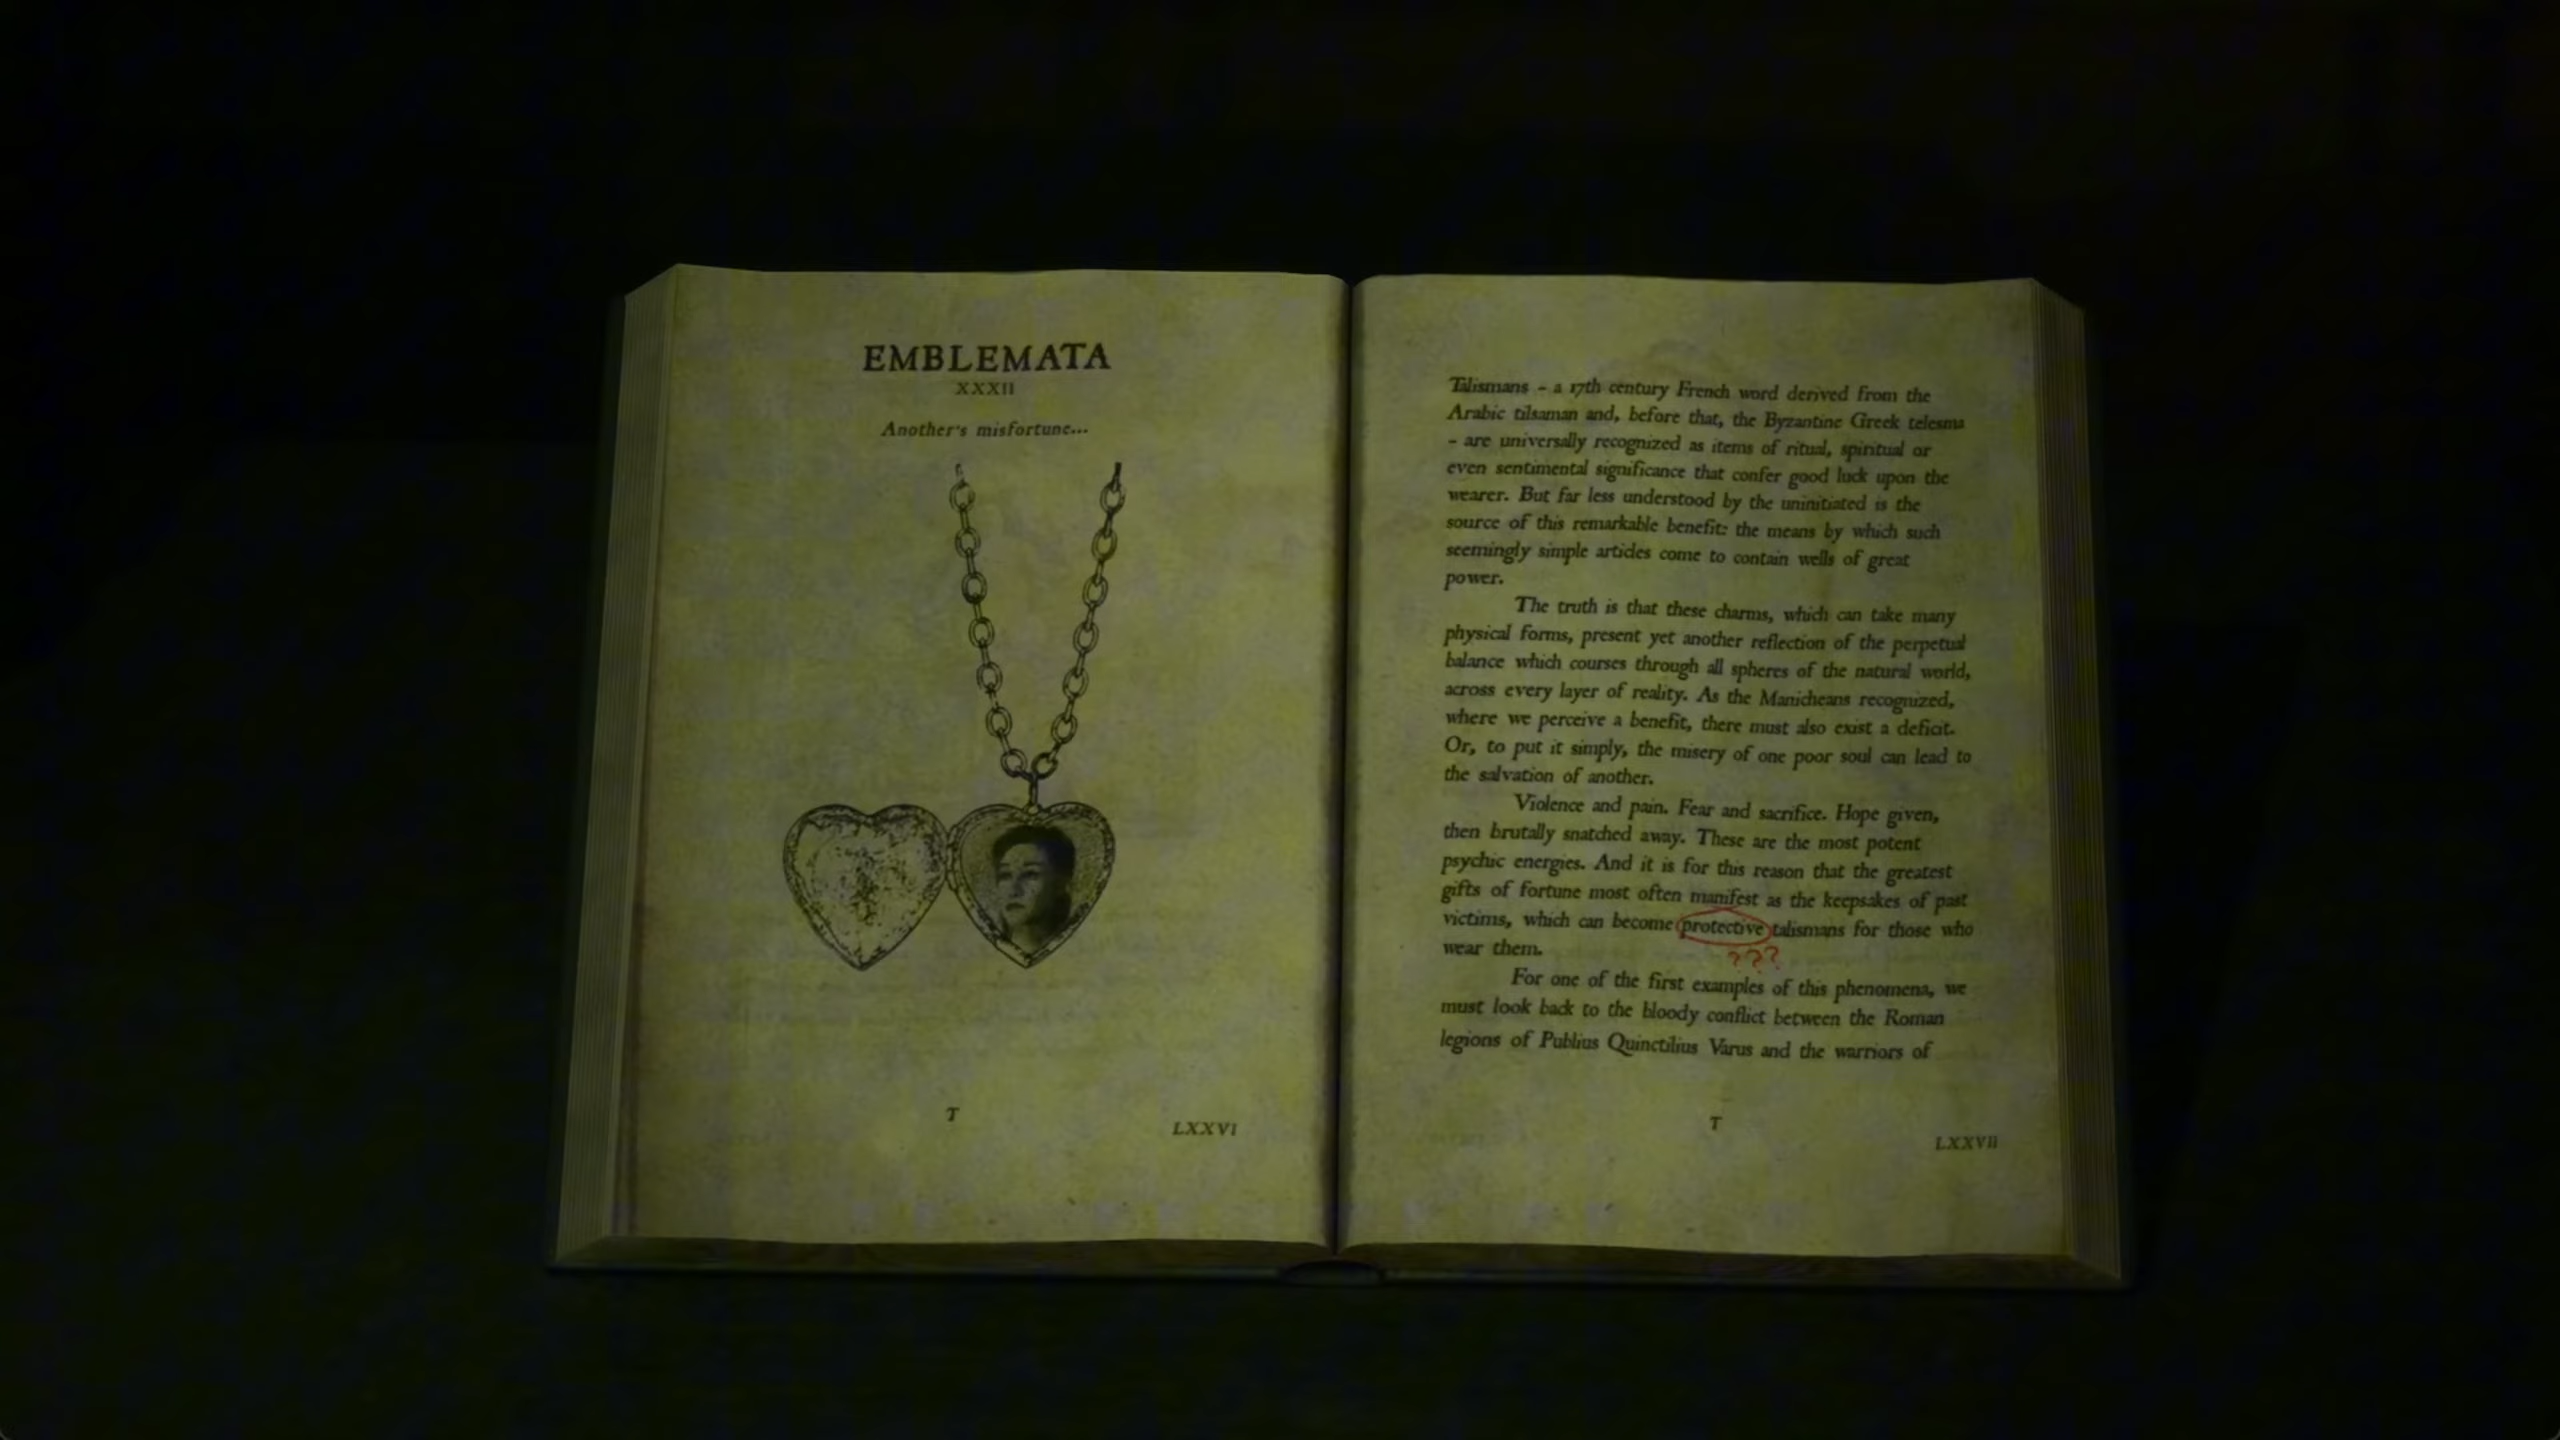 EMBLEMATA
XXXII
Another's misfortune...
T
LXXVI
Talismans - a 17th century French word derived from the
Arabic tilsaman and, before that, the Byzantine Greek telesma
- are universally recognized as items of ritual, spiritual or
even sentimental significance that confer good luck upon the
wearer. But far less understood by the uninitiated is the
source of this remarkable benefit: the means by which such
seemingly simple articles come to contain wells of great
power.
The truth is that these charms, which can take many
physical forms, present yet another reflection of the perpetual
balance which courses through all spheres of the natural world,
across every layer of reality. As the Manicheans recognized,
where we perceive a benefit, there must also exist a deficit.
Or, to put it simply, the misery of one poor soul can lead to
the salvation of another.
Violence and pain. Fear and sacrifice. Hope given,
then brutally snatched away. These are the most potent
psychic energies. And it is for this reason that the greatest
gifts of fortune most often manifest as the keepsakes of past
victims, which can become protective talismans for those who
wear them.
???
For one of the first examples of this phenomena, we
must look back to the bloody conflict between the Roman
legions of Publius Quinctilius Varus and the warriors of
T
LXXVII